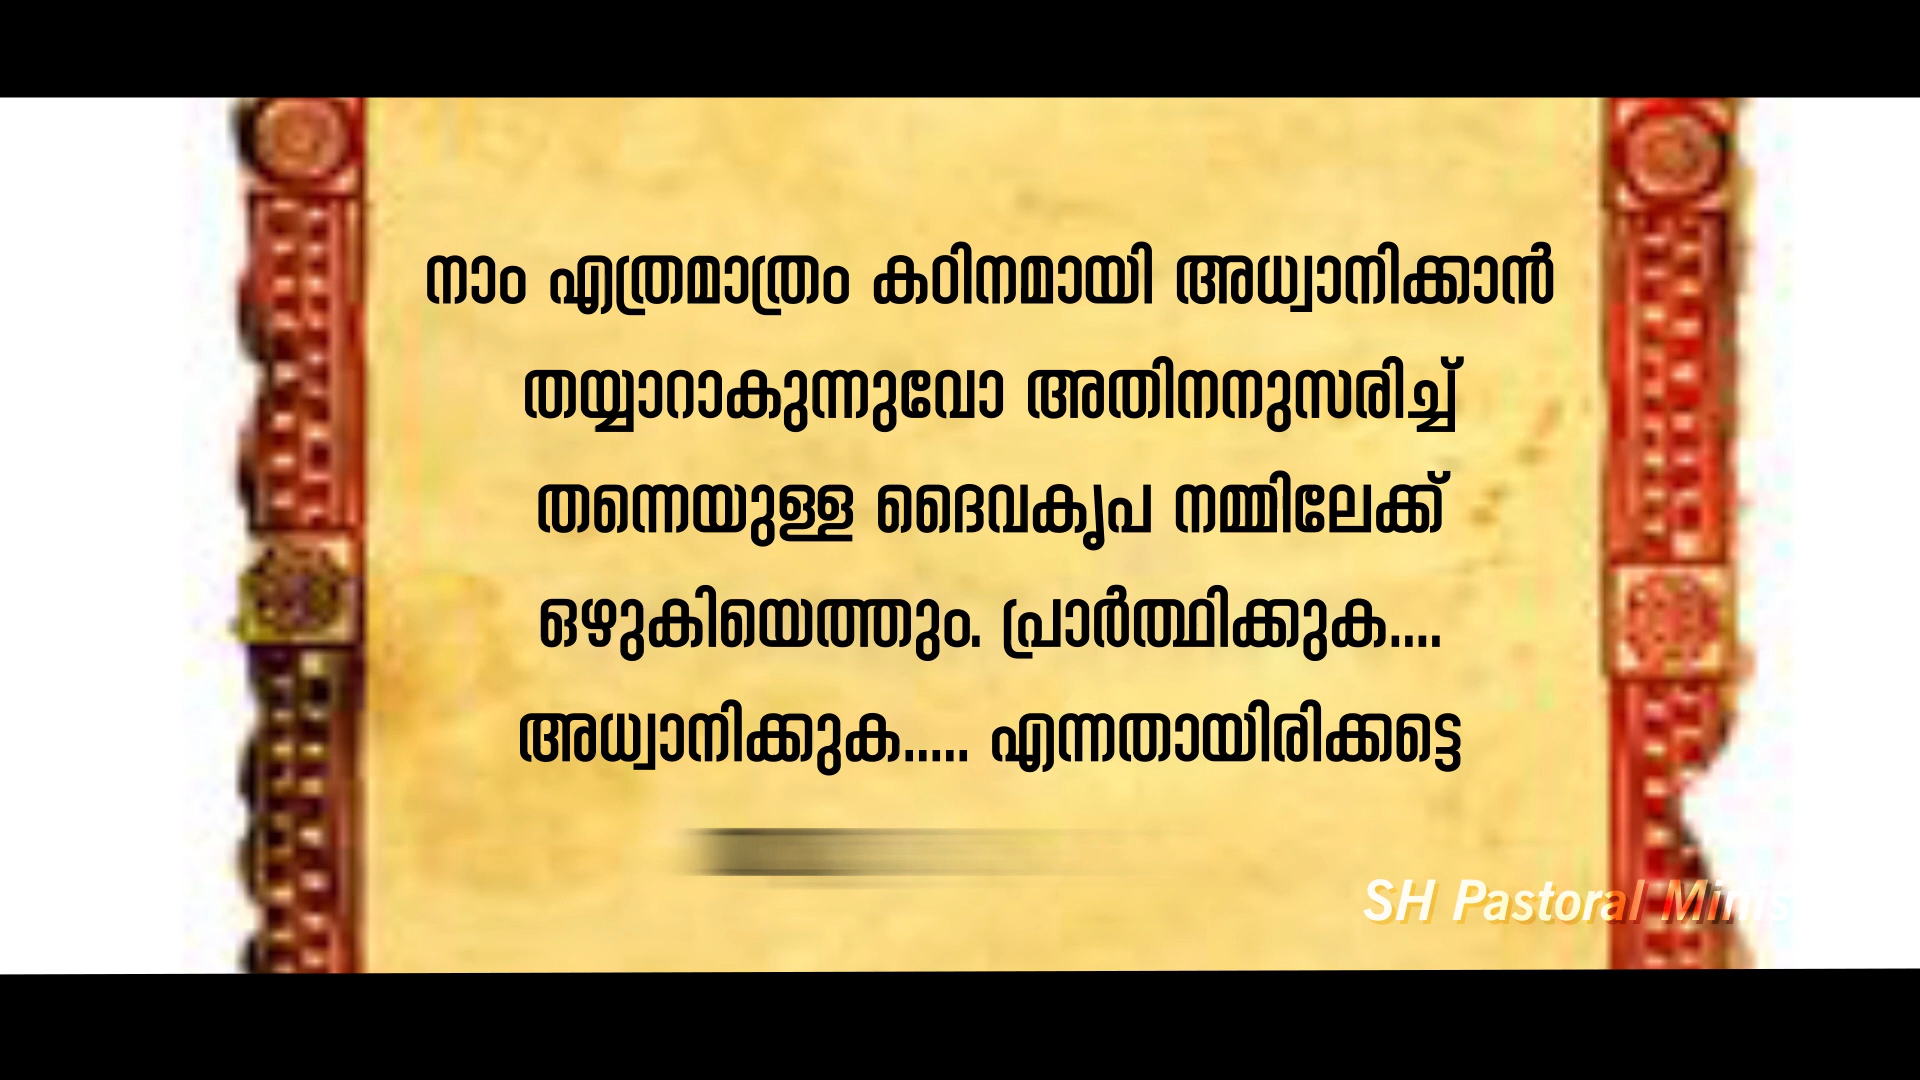 നാം എത്രമാത്രം കഠിനമായി അധ്വാനിക്കാൻ
തയ്യാറാകുന്നുവോ അതിനനുസരിച്ച്
തന്നെയുള്ള ദൈവകൃപ നമ്മിലേക്ക്
ഒഴുകിയെത്തും. പ്രാർത്ഥിക്കുക....
അധ്വാനിക്കുക..... എന്നതായിരിക്കട്ടെ
SH Pastoral Minis